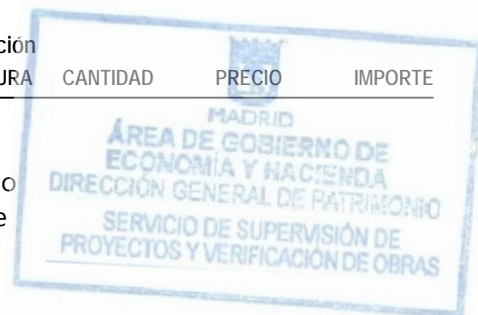 ción
URA CANTIDAD PRECIO IMPORTE
MADRID
ÁREA DE GOBIERNO DE
ECONOMÍA Y HACIENDA
o
DIRECCIÓN GENERAL DE PATRIMONIO
e
SERVICIO DE SUPERVISIÓN DE
PROYECTOS Y VERIFICACIÓN DE OBRAS